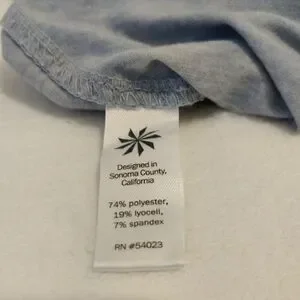 Designed in
Sonoma County,
California
74% polyester,
19% lyocell,
7% spandex
RN #54023